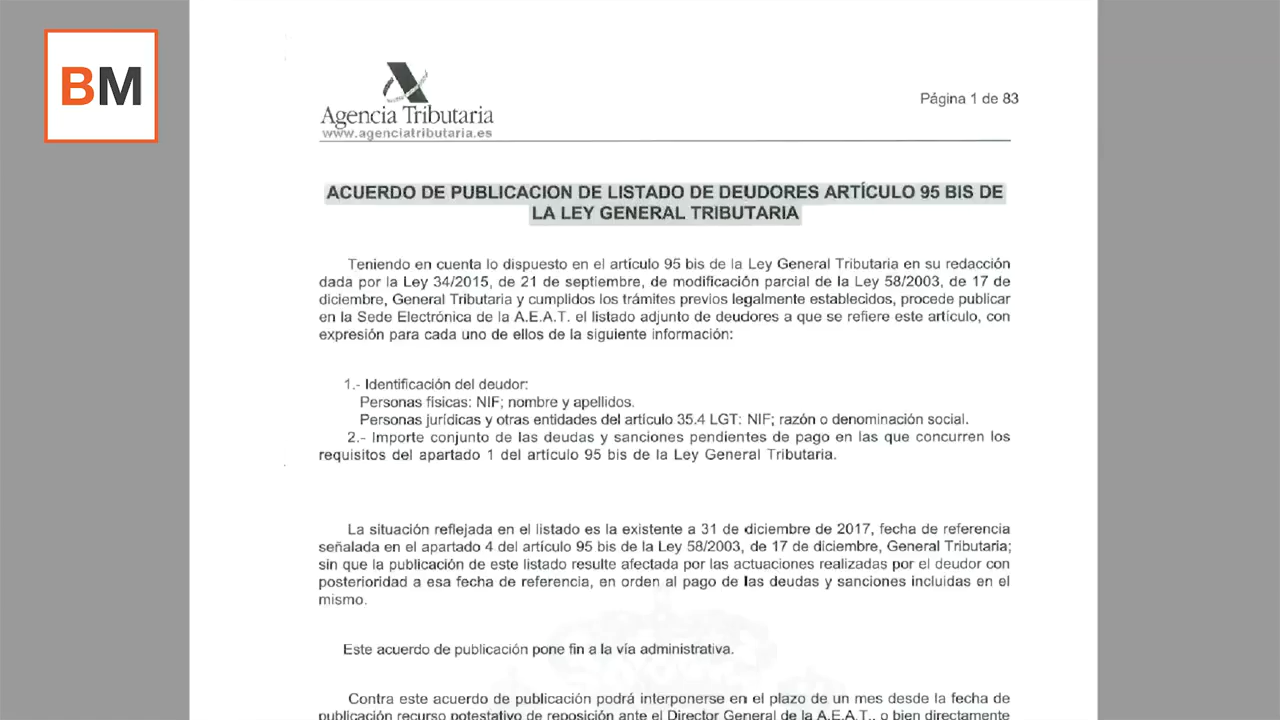 BM
Agencia Tributaria
www.agenciatributaria.es
Página 1 de 83
ACUERDO DE PUBLICACION DE LISTADO DE DEUDORES ARTÍCULO 95 BIS DE
LA LEY GENERAL TRIBUTARIA
Teniendo en cuenta lo dispuesto en el artículo 95 bis de la Ley General Tributaria en su redacción
dada por la Ley 34/2015, de 21 de septiembre, de modificación parcial de la Ley 58/2003, de 17 de
diciembre, General Tributaria y cumplidos los trámites previos legalmente establecidos, procede publicar
en la Sede Electrónica de la A.E.A.T. el listado adjunto de deudores a que se refiere este artículo, con
expresión para cada uno de ellos de la siguiente información:
1.- Identificación del deudor:
Personas físicas: NIF; nombre y apellidos.
Personas jurídicas y otras entidades del artículo 35.4 LGT: NIF; razón o denominación social.
2.- Importe conjunto de las deudas y sanciones pendientes de pago en las que concurren los
requisitos del apartado 1 del artículo 95 bis de la Ley General Tributaria.
La situación reflejada en el listado es la existente a 31 de diciembre de 2017, fecha de referencia
señalada en el apartado 4 del artículo 95 bis de la Ley 58/2003, de 17 de diciembre, General Tributaria;
sin que la publicación de este listado resulte afectada por las actuaciones realizadas por el deudor con
posterioridad a esa fecha de referencia, en orden al pago de las deudas y sanciones incluidas en el
mismo.
Este acuerdo de publicación pone fin a la vía administrativa.
Contra este acuerdo de publicación podrá interponerse en el plazo de un mes desde la fecha de
publicación recurso potestativo de reposición ante el Director General de la A.E.A.T., o bien directamente